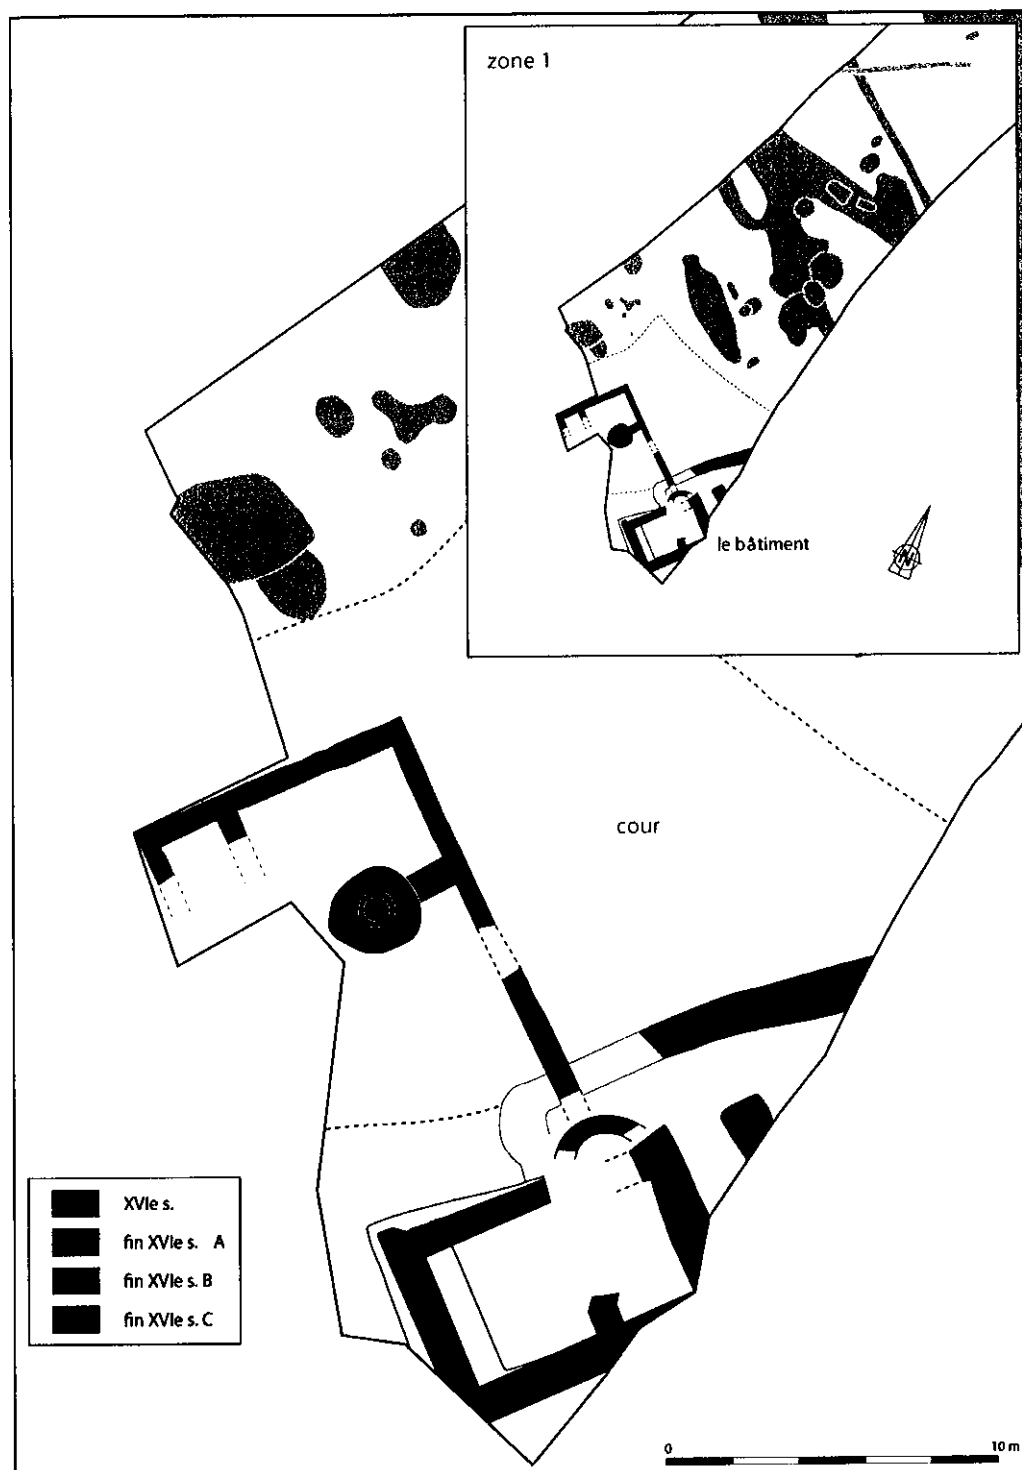 zone 1
le bâtiment
N
cour
XVIe s.
fin XVIe s. A
fin XVIe s. B
fin XVIe s. C
0 10 m